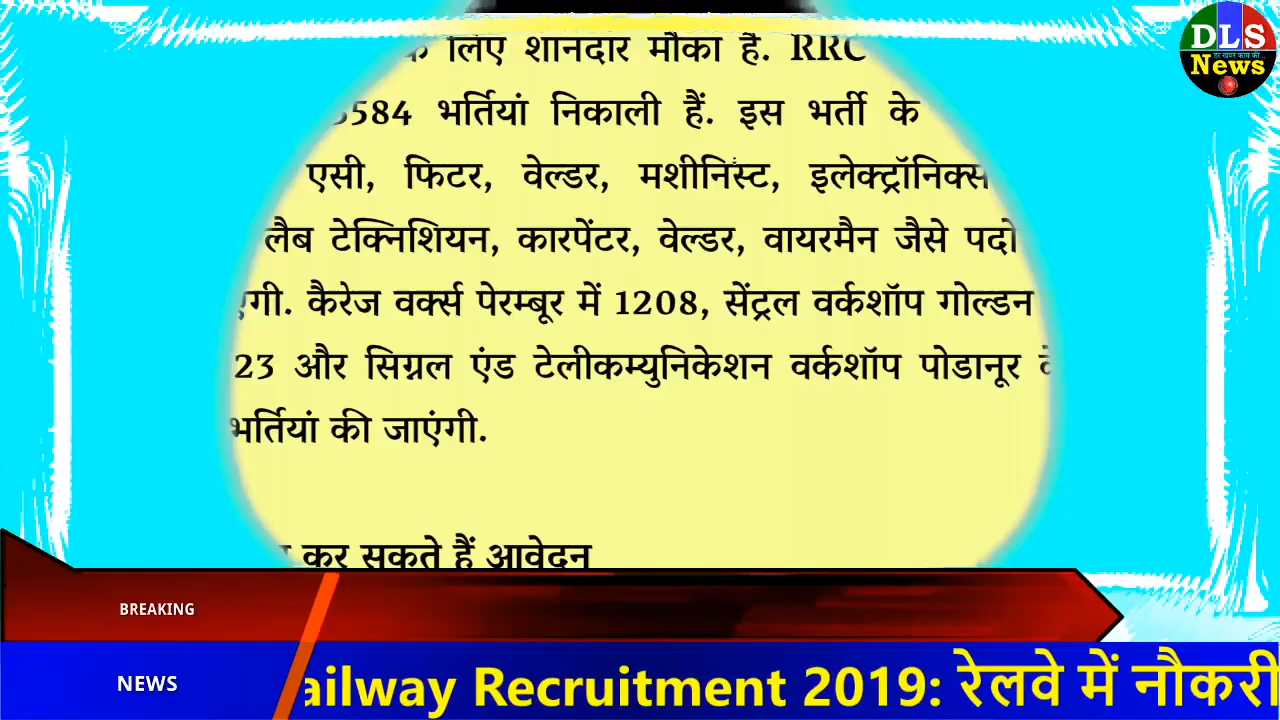 लिए शानदार मौका है. RRC
584 भर्तियां निकाली हैं. इस भर्ती के
एसी, फिटर, वेल्डर, मशीनिस्ट, इलेक्ट्रॉनिक्स
लैब टेक्निशियन, कारपेंटर, वेल्डर, वायरमैन जैसे पदों
एंगी. कैरेज वर्क्स पेरम्बूर में 1208, सेंट्रल वर्कशॉप गोल्डन
23 और सिग्नल एंड टेलीकम्युनिकेशन वर्कशॉप पोडानूर
भर्तियां की जाएंगी.
कर सकते हैं आवेदन
DLS
हर खबर काम की..
News
BREAKING
NEWS
ailway Recruitment 2019: रेलवे में नौकरी